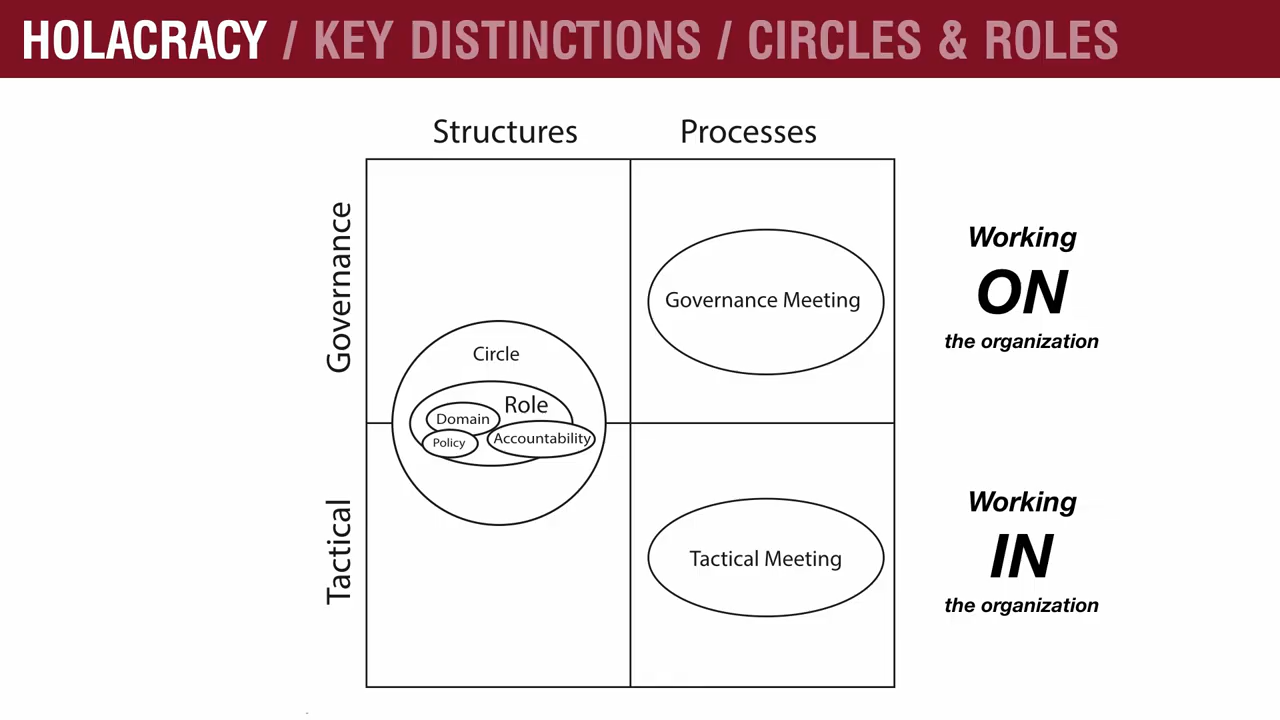 HOLACRACY / KEY DISTINCTIONS / CIRCLES & ROLES
Structures
Processes
Governance
Governance Meeting
Working
ON
the organization
Circle
Role
Domain
Policy
Accountability
Tactical
Tactical Meeting
Working
IN
the organization